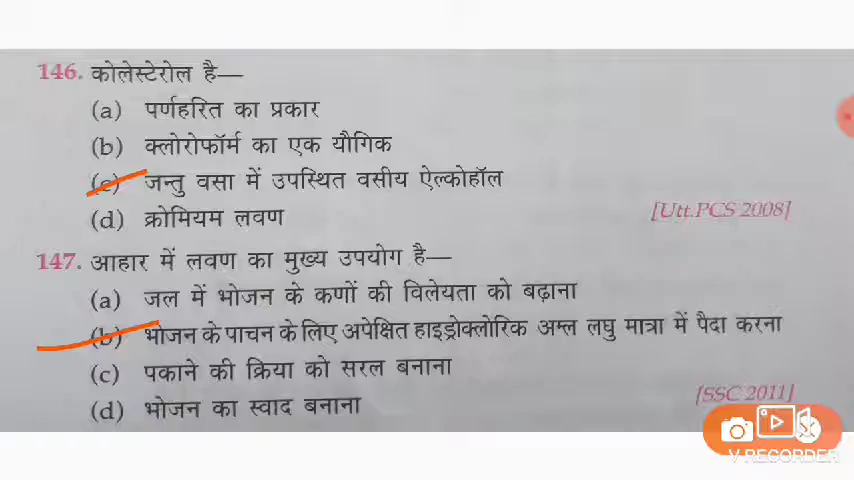 146. कोलेस्टेरोल है—
(a) पर्णहरित का प्रकार
(b) क्लोरोफॉर्म का एक यौगिक
(c) जन्तु वसा में उपस्थित वसीय ऐल्कोहॉल
(d) क्रोमियम लवण
[Utt.PCS 2008]
147. आहार में लवण का मुख्य उपयोग है—
(a) जल में भोजन के कणों की विलेयता को बढ़ाना
(b) भोजन के पाचन के लिए अपेक्षित हाइड्रोक्लोरिक अम्ल लघु मात्रा में पैदा करना
(c) पकाने की क्रिया को सरल बनाना
(d) भोजन का स्वाद बनाना
[SSC 2011]
V RECORDER